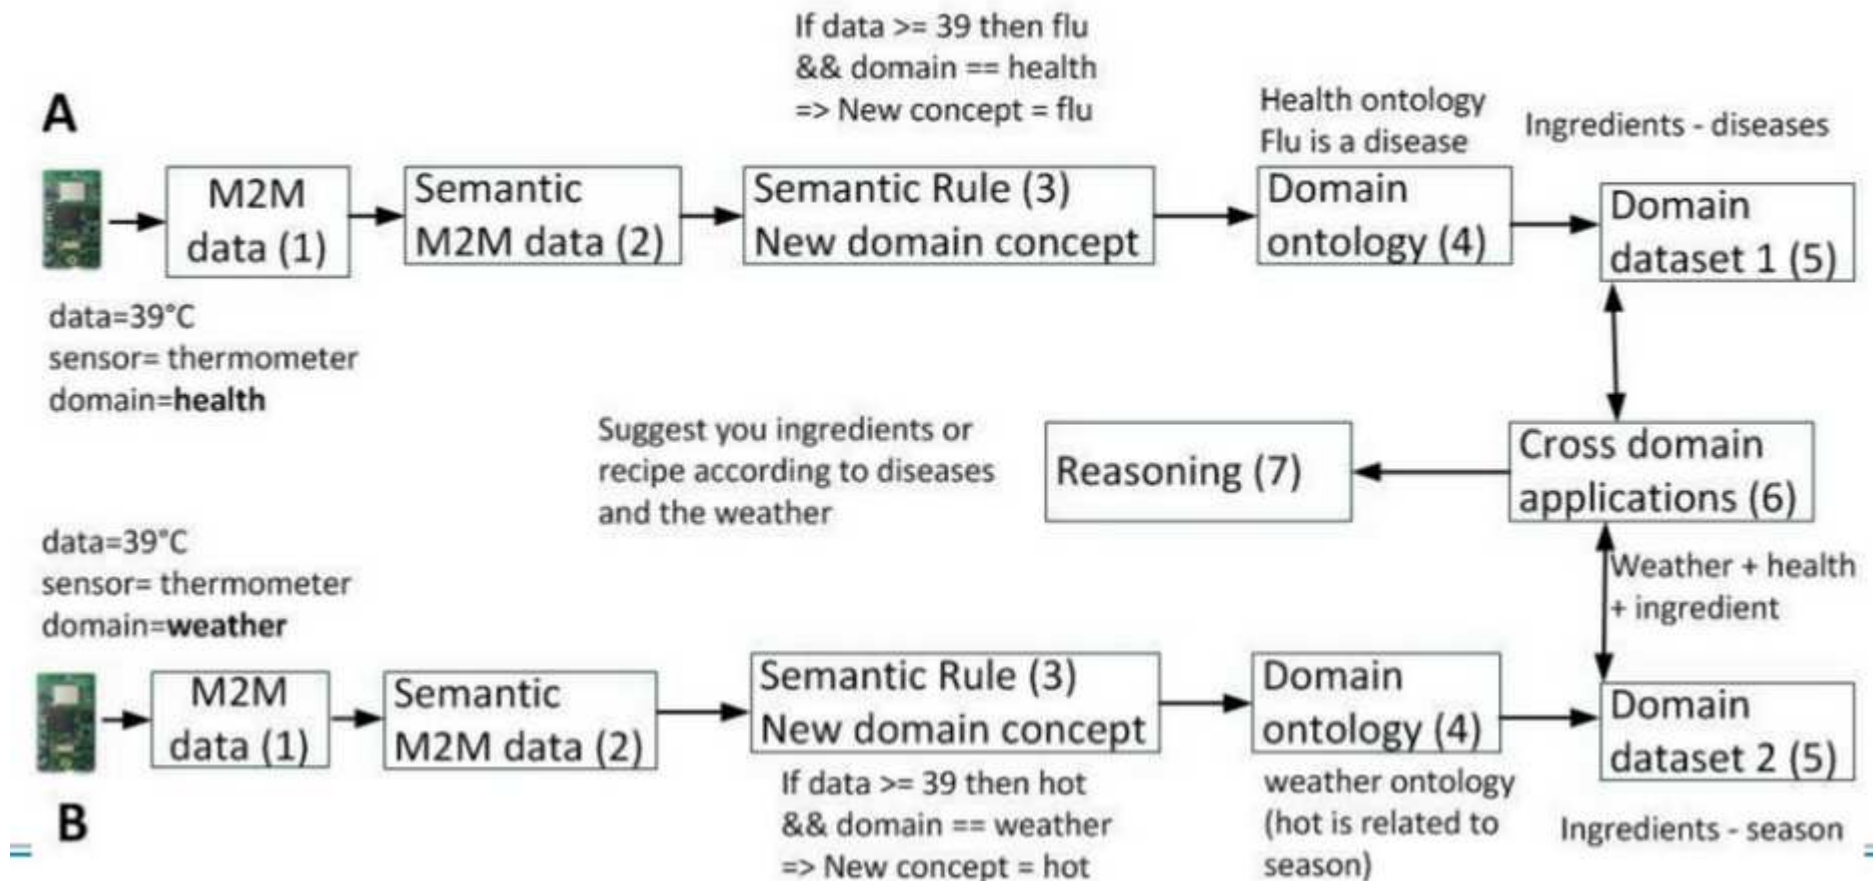 If data >= 39 then flu
&& domain == health
=> New concept = flu
A
Health ontology
Flu is a disease
Ingredients - diseases
M2M
data (1)
Semantic
M2M data (2)
Semantic Rule (3)
New domain concept
Domain
ontology (4)
Domain
dataset 1 (5)
data=39°C
sensor= thermometer
domain=health
Suggest you ingredients or
recipe according to diseases
and the weather
Reasoning (7)
Cross domain
applications (6)
Weather + health
+ ingredient
data=39°C
sensor= thermometer
domain=weather
M2M
data (1)
Semantic
M2M data (2)
Semantic Rule (3)
New domain concept
Domain
ontology (4)
Domain
dataset 2 (5)
If data >= 39 then hot
&& domain == weather
=> New concept = hot
weather ontology
(hot is related to
season)
Ingredients - season
B